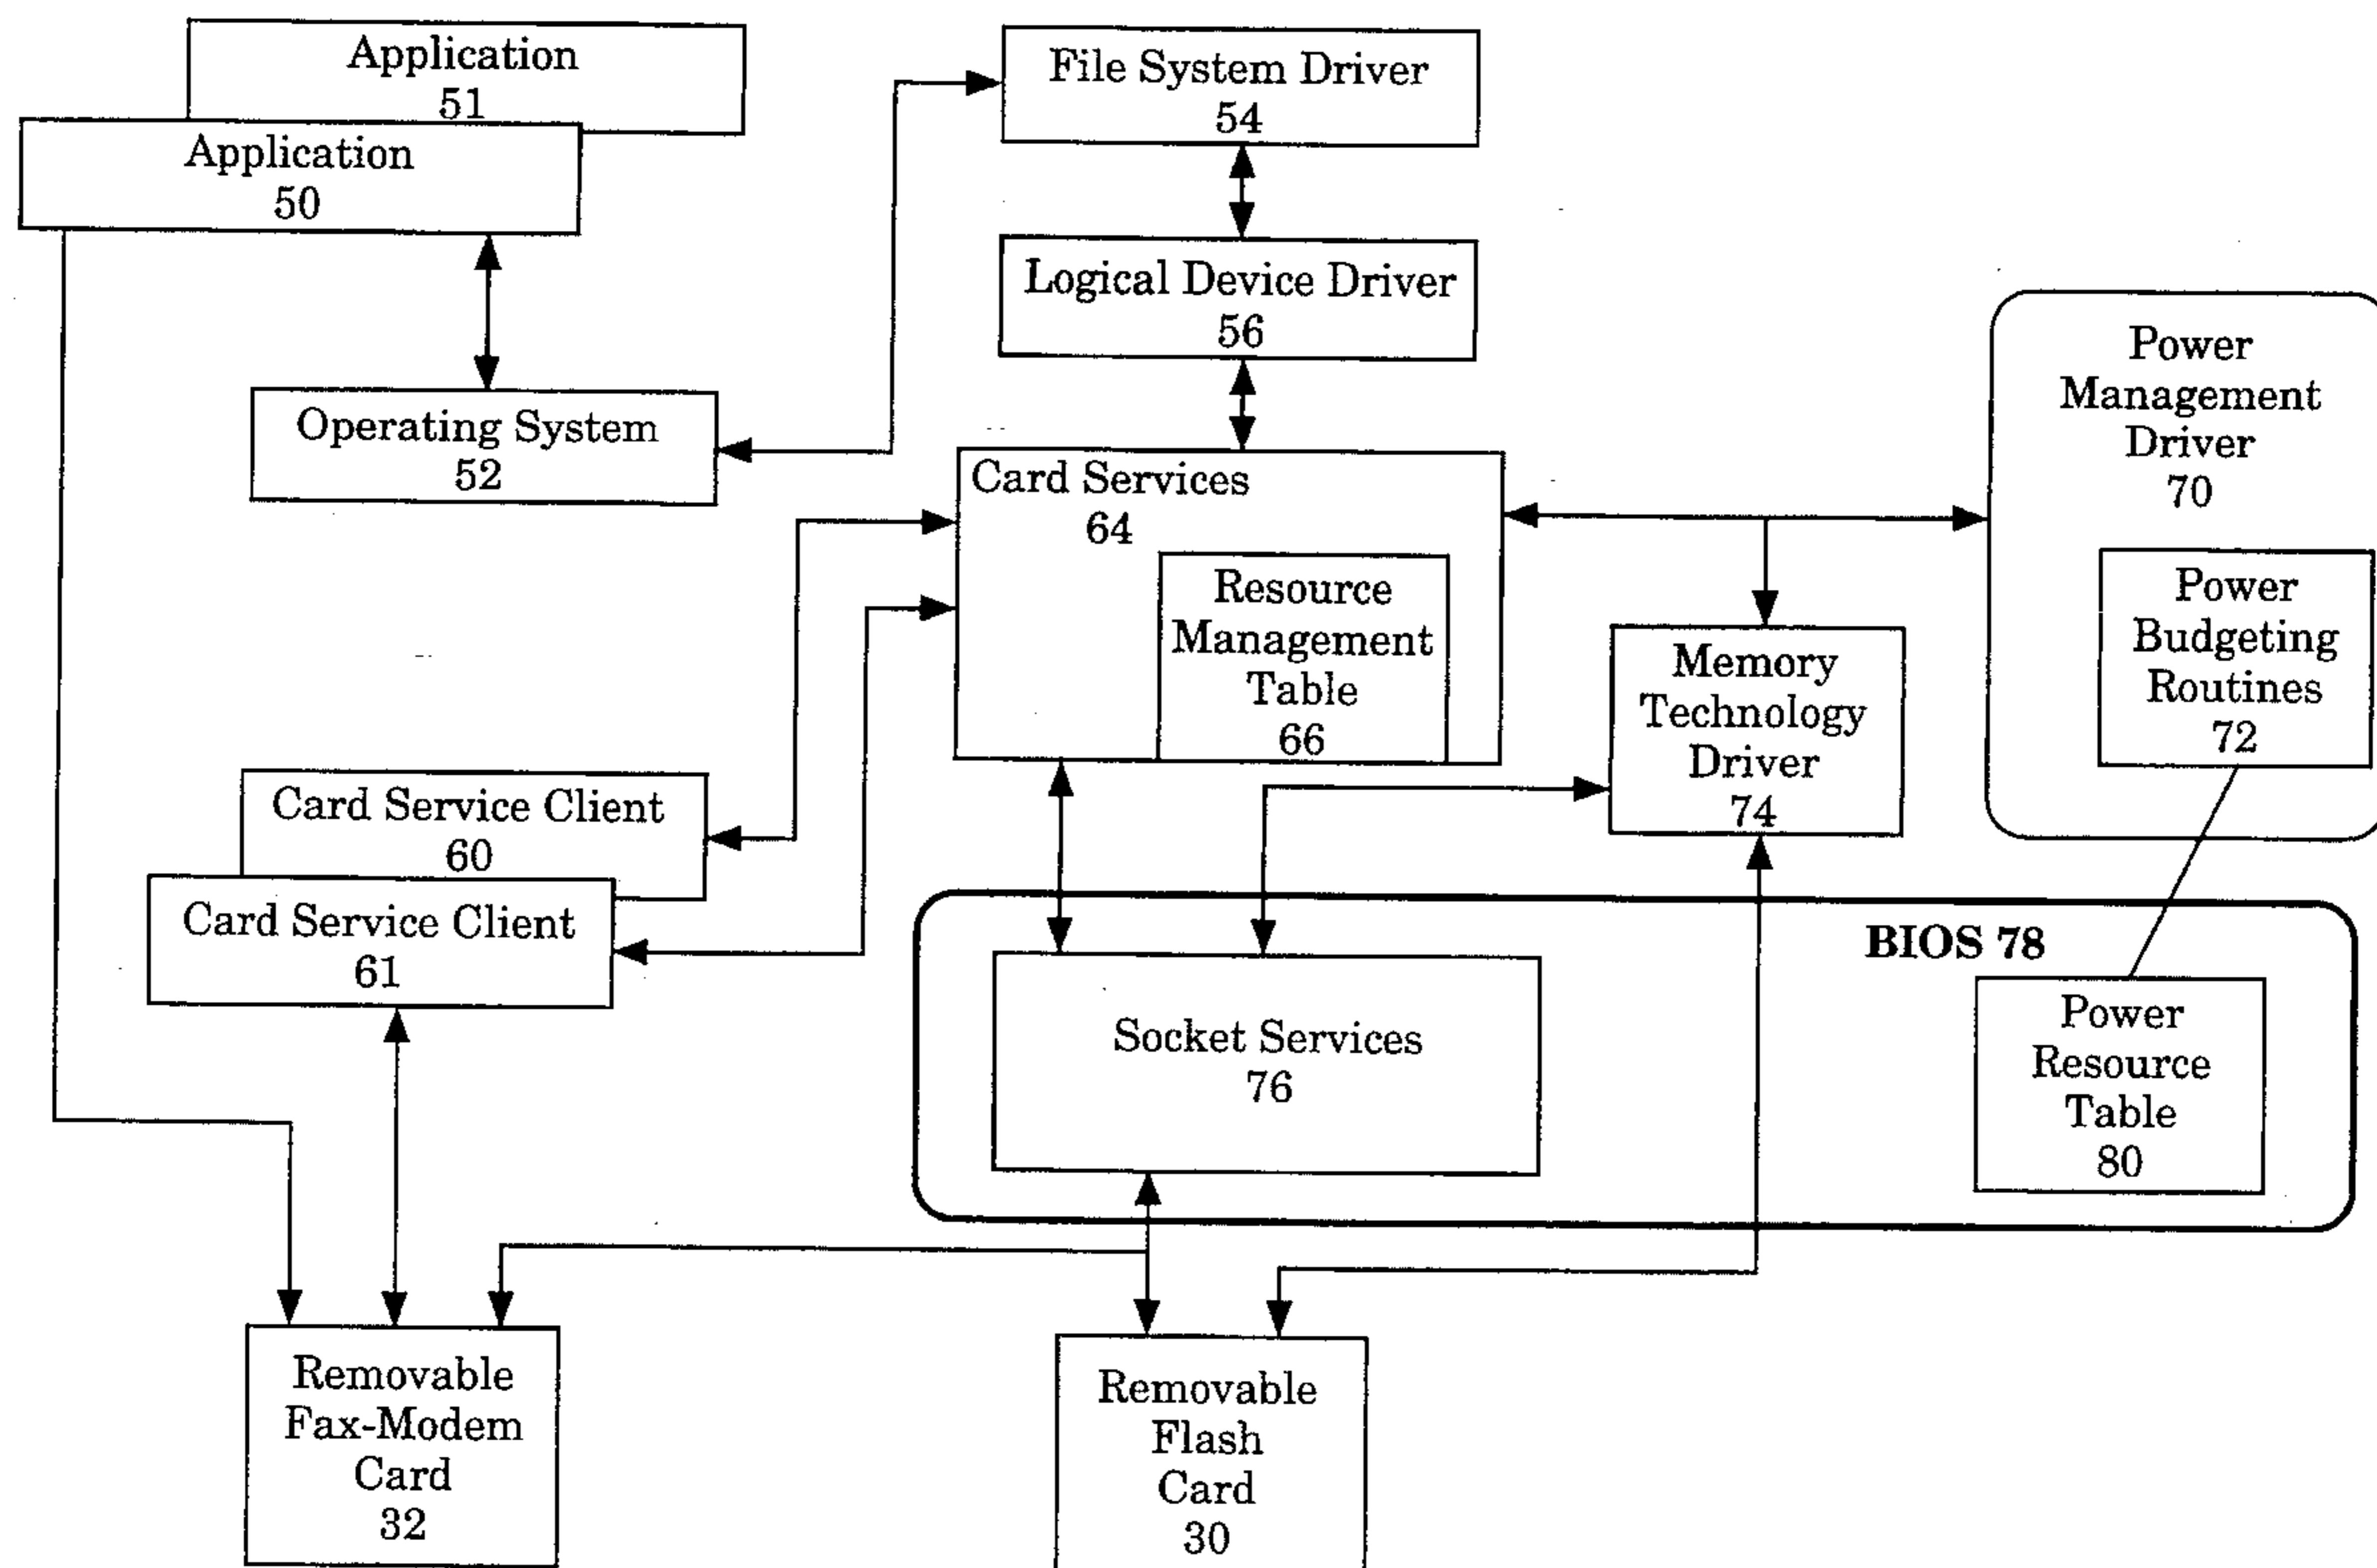 Application
51
Application
50
File System Driver
54
Logical Device Driver
56
Operating System
52
Card Services
64
Resource
Management
Table
66
Power
Management
Driver
70
Power
Budgeting
Routines
72
Memory
Technology
Driver
74
Card Service Client
60
Card Service Client
61
BIOS 78
Socket Services
76
Power
Resource
Table
80
Removable
Fax-Modem
Card
32
Removable
Flash
Card
30